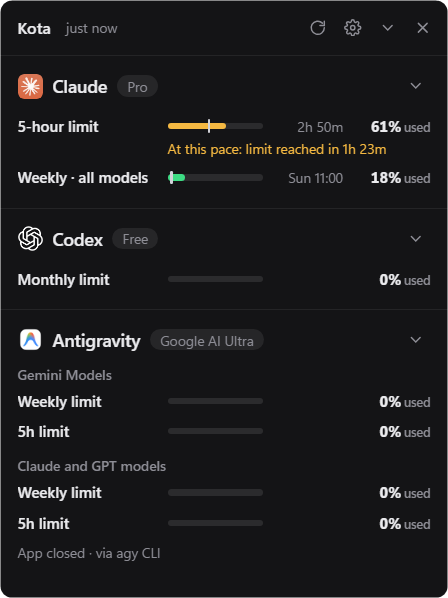 Kota just now
Claude Pro
5-hour limit 2h 50m 61% used
At this pace: limit reached in 1h 23m
Weekly · all models Sun 11:00 18% used
Codex Free
Monthly limit 0% used
Antigravity Google AI Ultra
Gemini Models
Weekly limit 0% used
5h limit 0% used
Claude and GPT models
Weekly limit 0% used
5h limit 0% used
App closed · via agy CLI